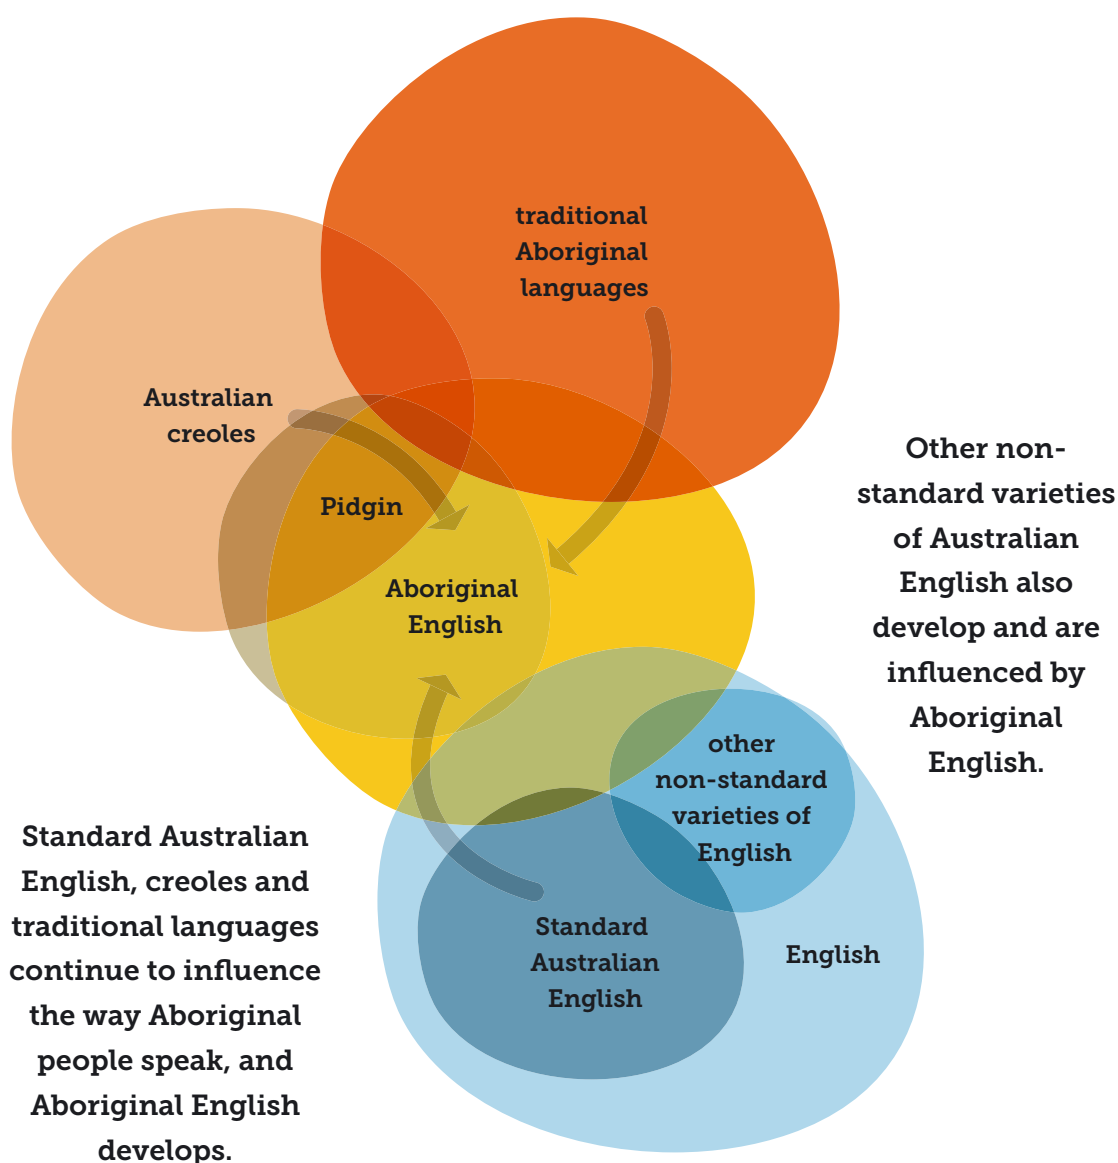 traditional
Aboriginal
languages
Australian
creoles
Pidgin
Aboriginal
English
Other non-
standard varieties
of Australian
English also
develop and are
influenced by
Aboriginal
English.
other
non-standard
varieties of
English
Standard
Australian
English
English
Standard Australian
English, creoles and
traditional languages
continue to influence
the way Aboriginal
people speak, and
Aboriginal English
develops.